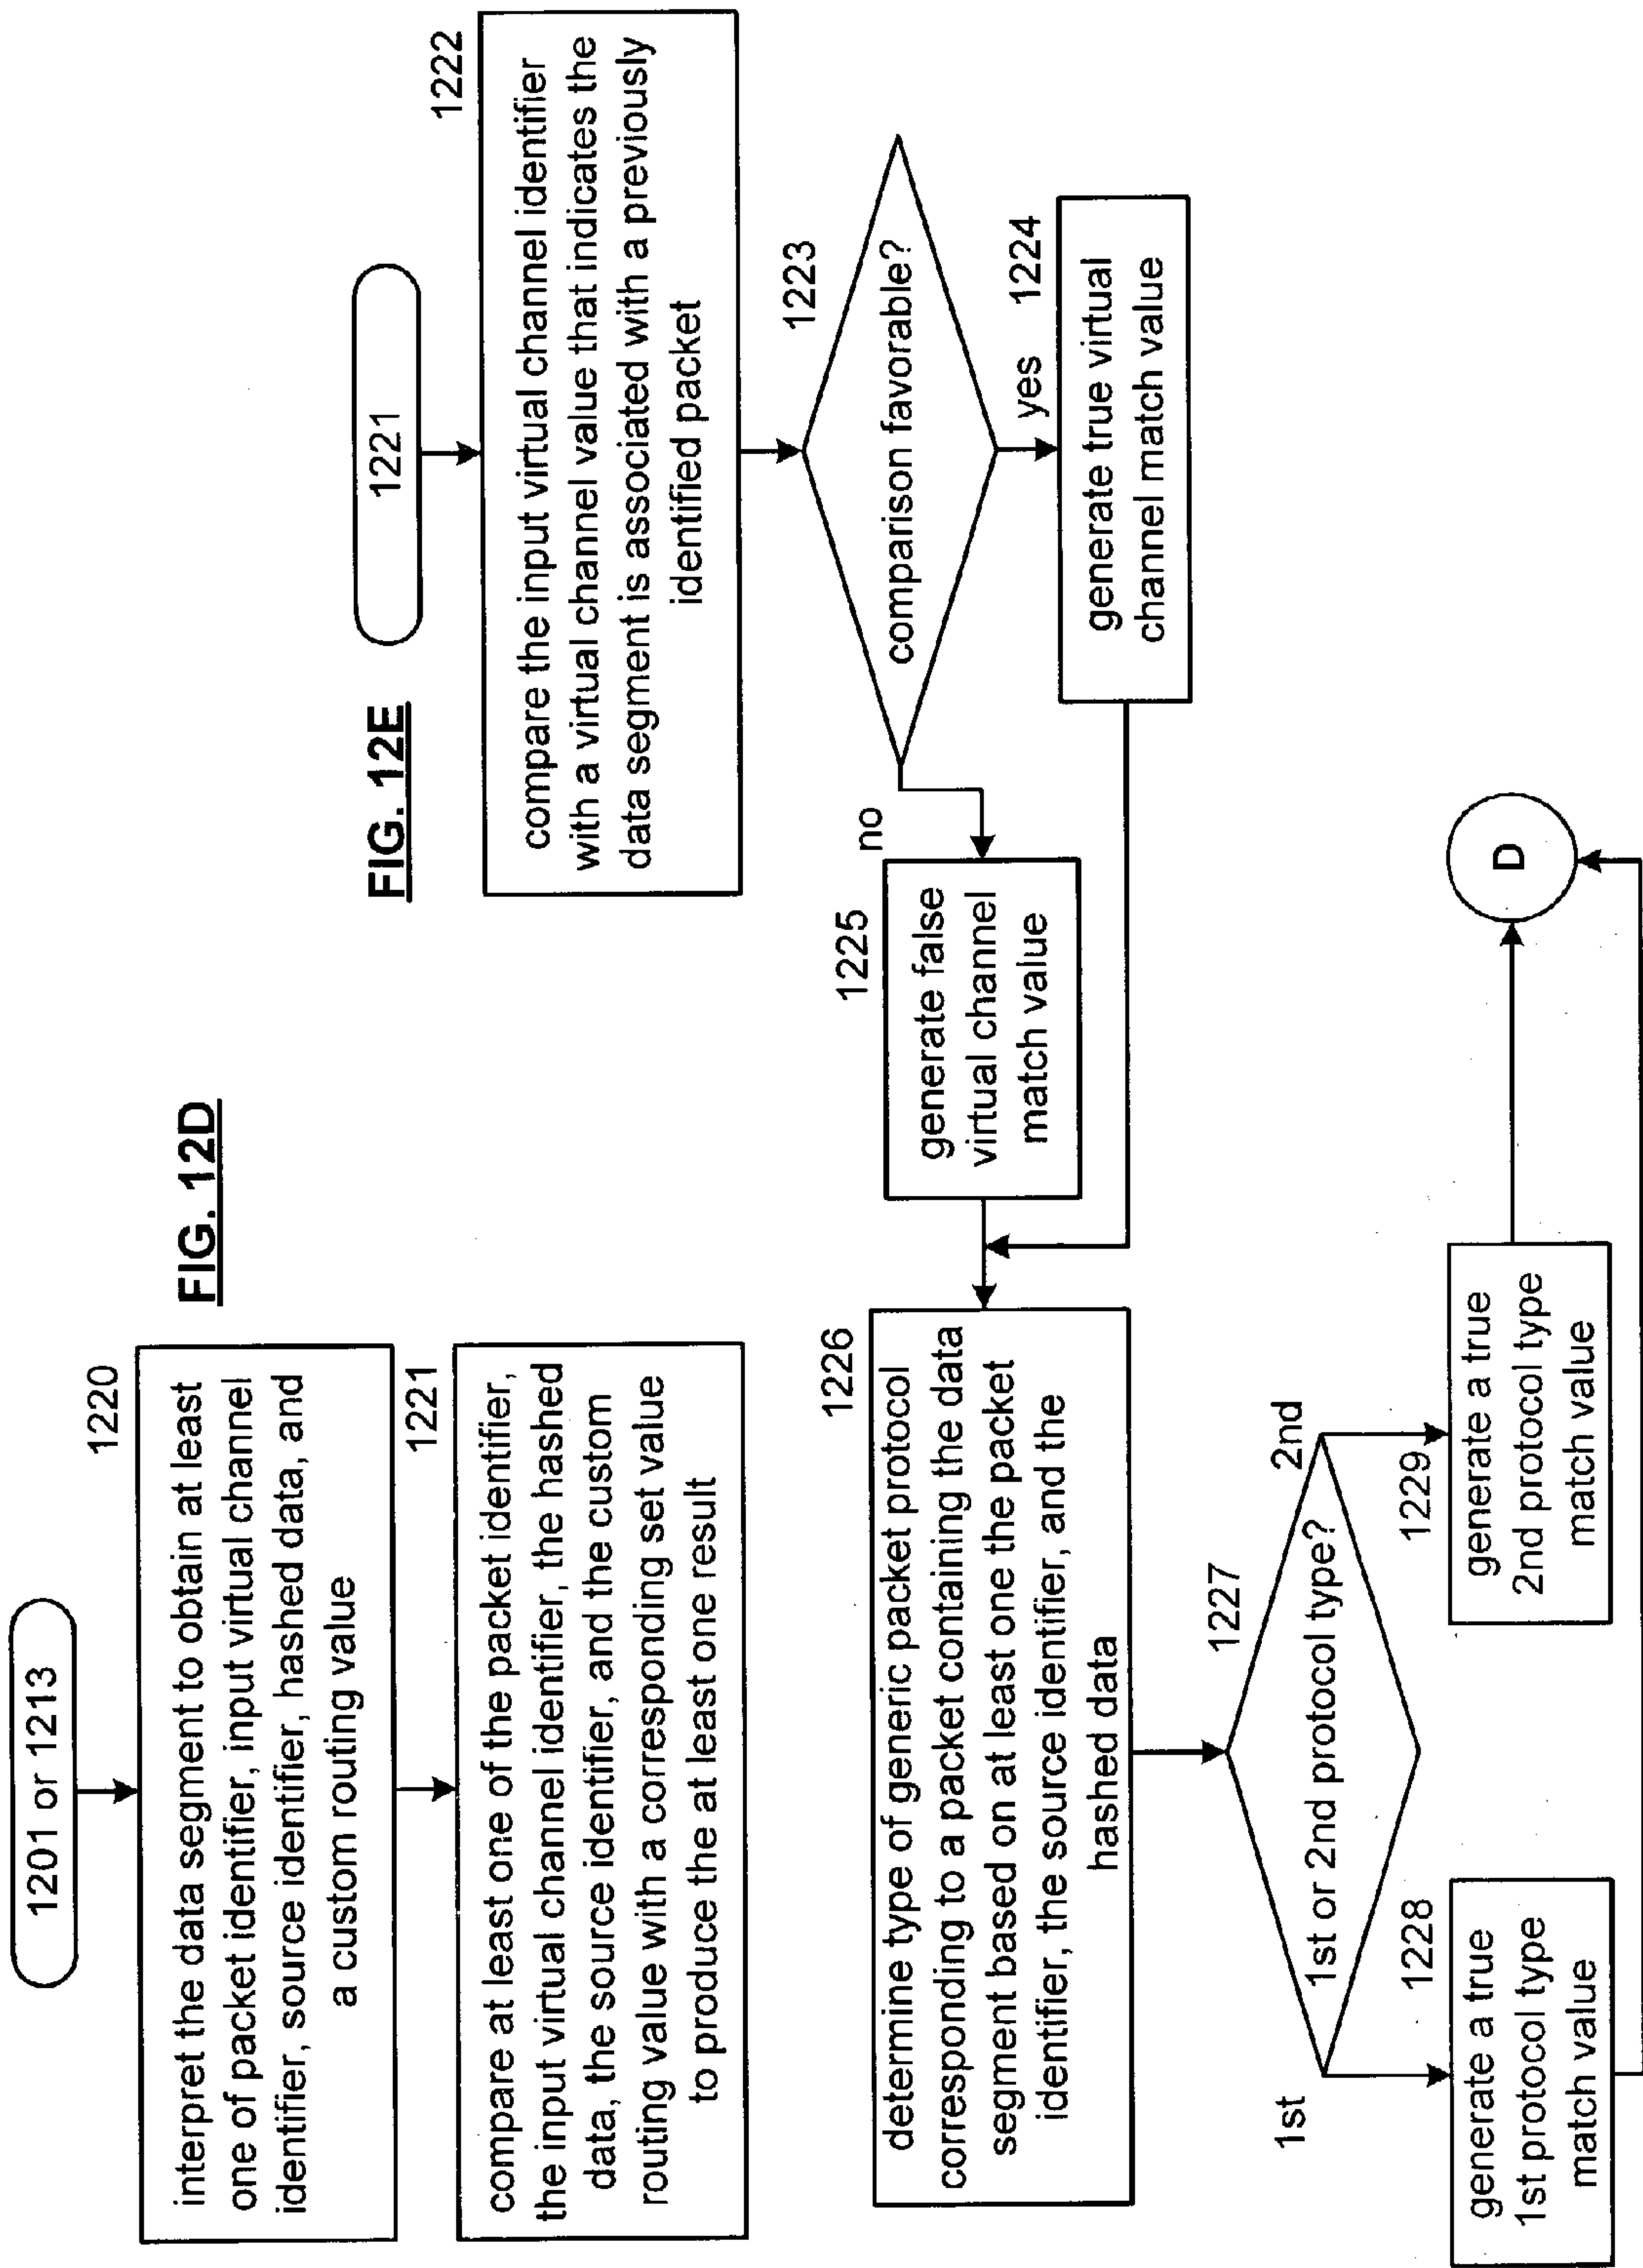 1201 or 1213
FIG. 12D
1220
interpret the data segment to obtain at least
one of packet identifier, input virtual channel
identifier, source identifier, hashed data, and
a custom routing value
1221
compare at least one of the packet identifier,
the input virtual channel identifier, the hashed
data, the source identifier, and the custom
routing value with a corresponding set value
to produce the at least one result
FIG. 12E
1221
1222
compare the input virtual channel identifier
with a virtual channel value that indicates the
data segment is associated with a previously
identified packet
1223
comparison favorable?
yes
1224
generate true virtual
channel match value
no
1225
generate false
virtual channel
match value
1226
determine type of generic packet protocol
corresponding to a packet containing the data
segment based on at least one the packet
identifier, the source identifier, and the
hashed data
1227
1st or 2nd protocol type?
1st
1228
generate a true
1st protocol type
match value
2nd
1229
generate a true
2nd protocol type
match value
D